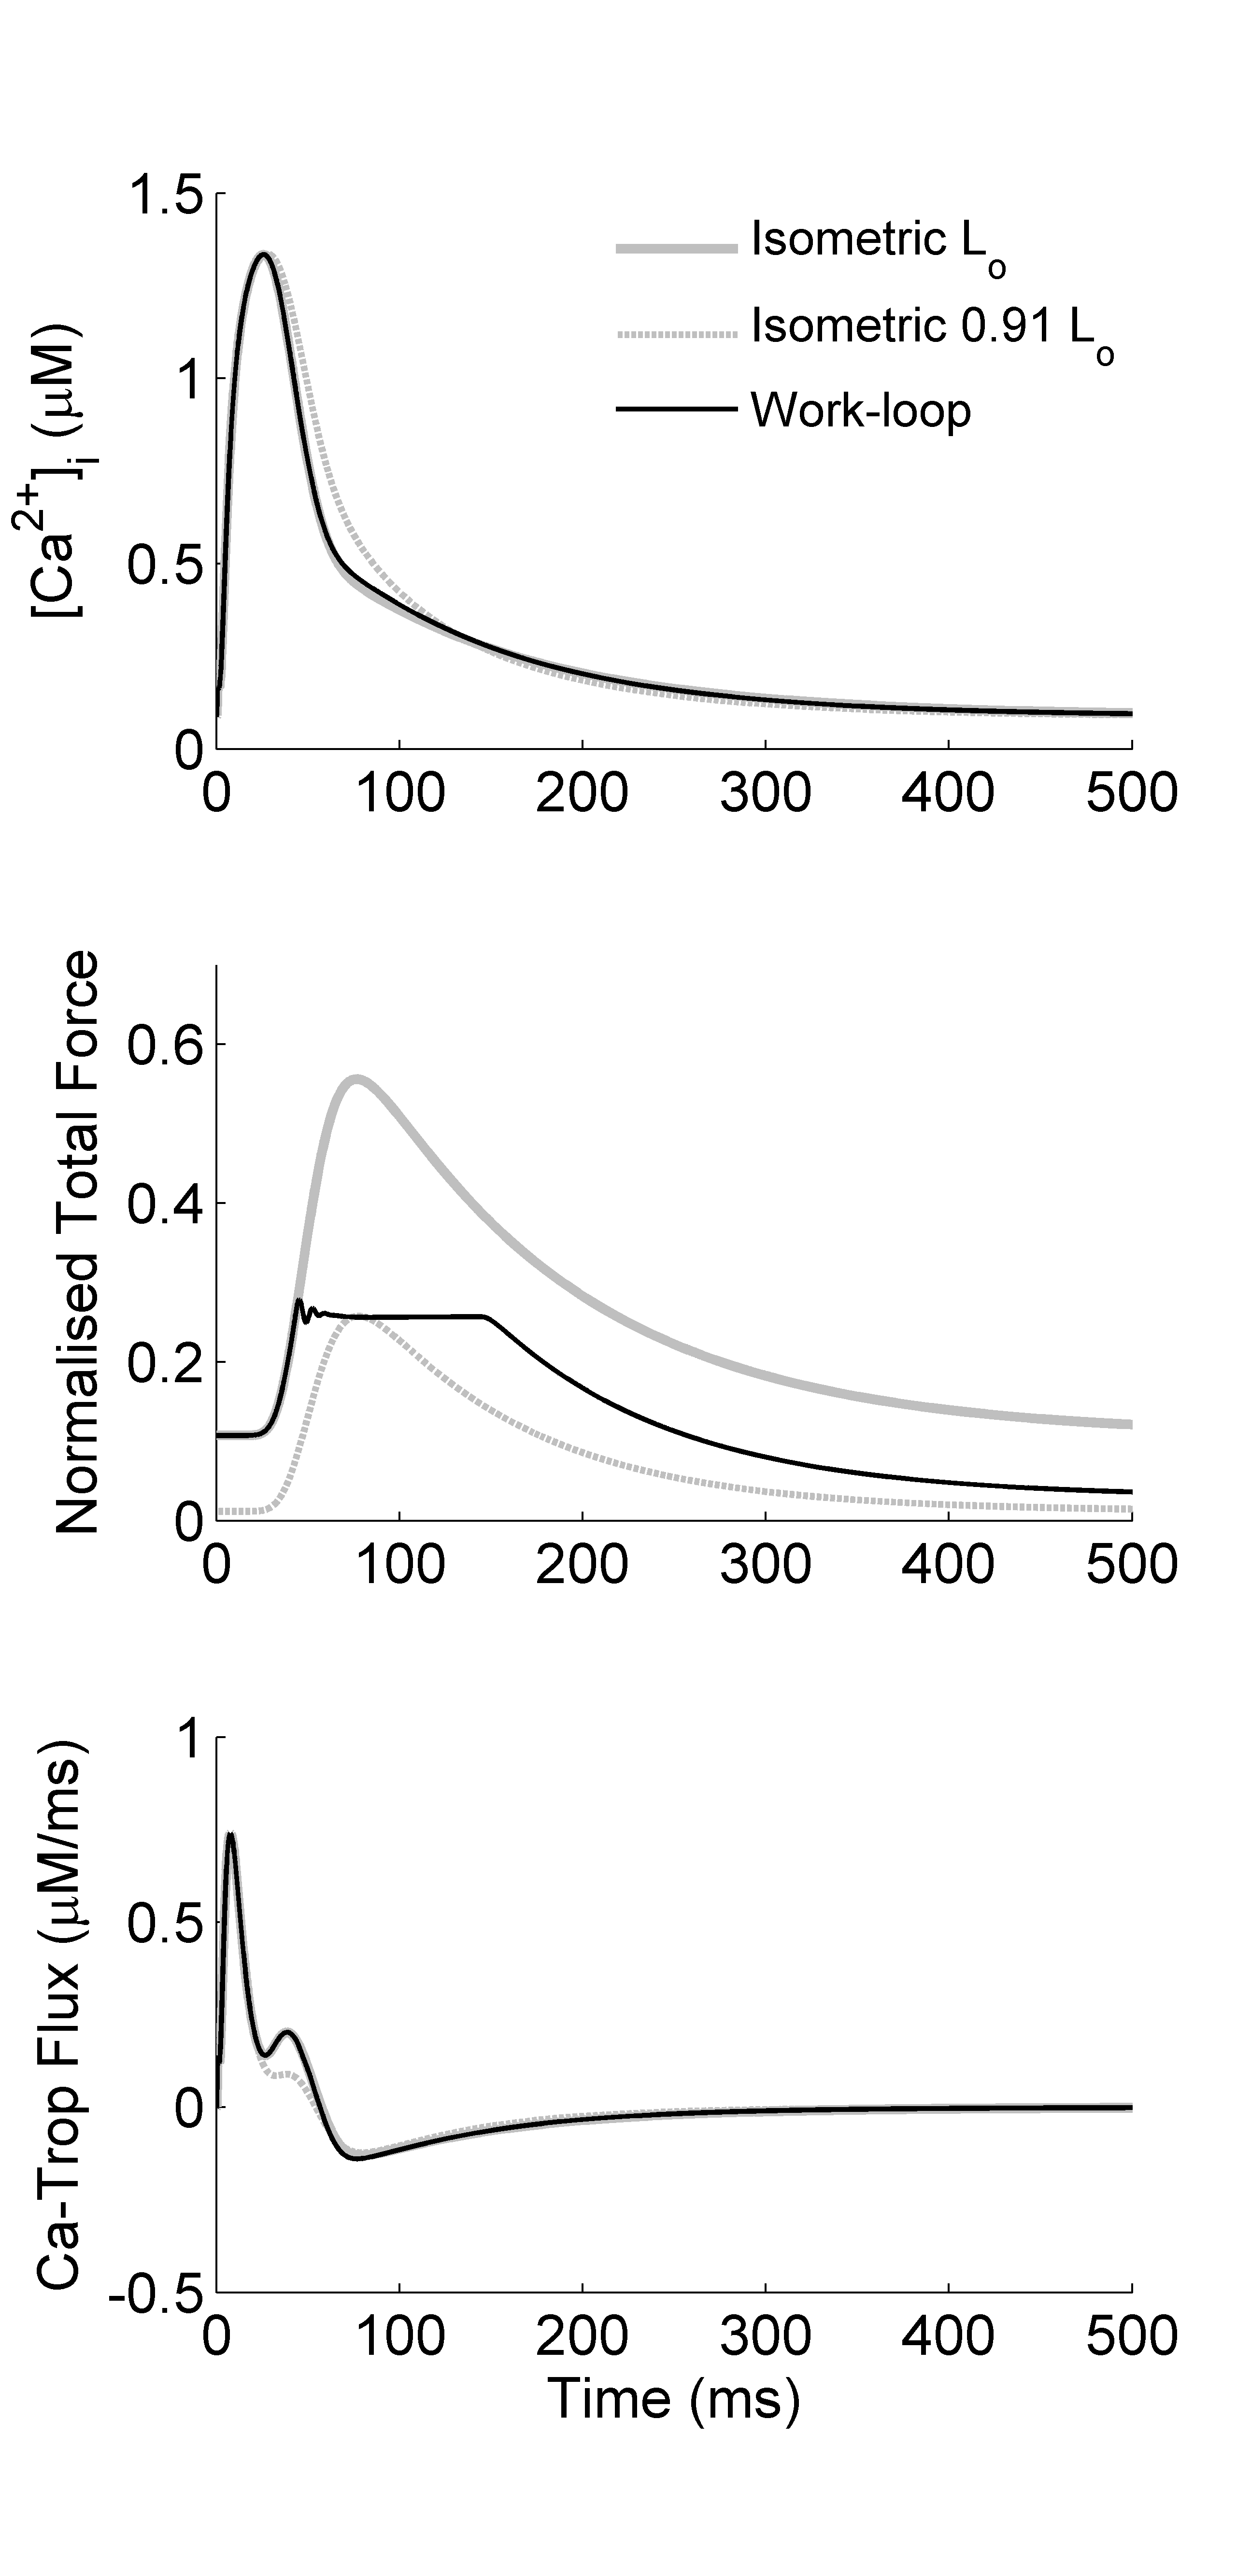 [Ca²⁺]ᵢ (μM)
1.5
1
0.5
0
0 100 200 300 400 500
Isometric Lₒ
Isometric 0.91 Lₒ
Work-loop
Normalised Total Force
0.6
0.4
0.2
0
0 100 200 300 400 500
Ca-Trop Flux (μM/ms)
1
0.5
0
-0.5
0 100 200 300 400 500
Time (ms)